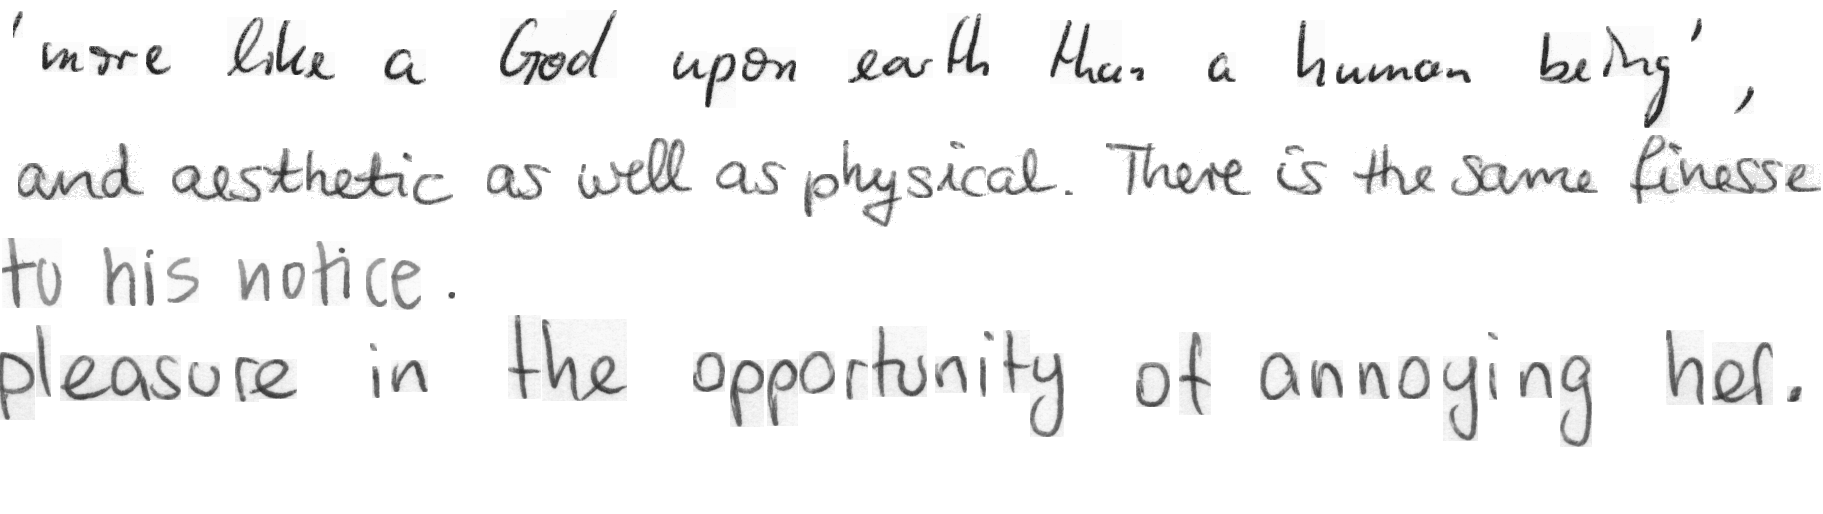 'more like a God upon earth than a human being',
and aesthetic as well as physical. There is the same finesse
to his notice.
pleasure in the opportunity of annoying her.